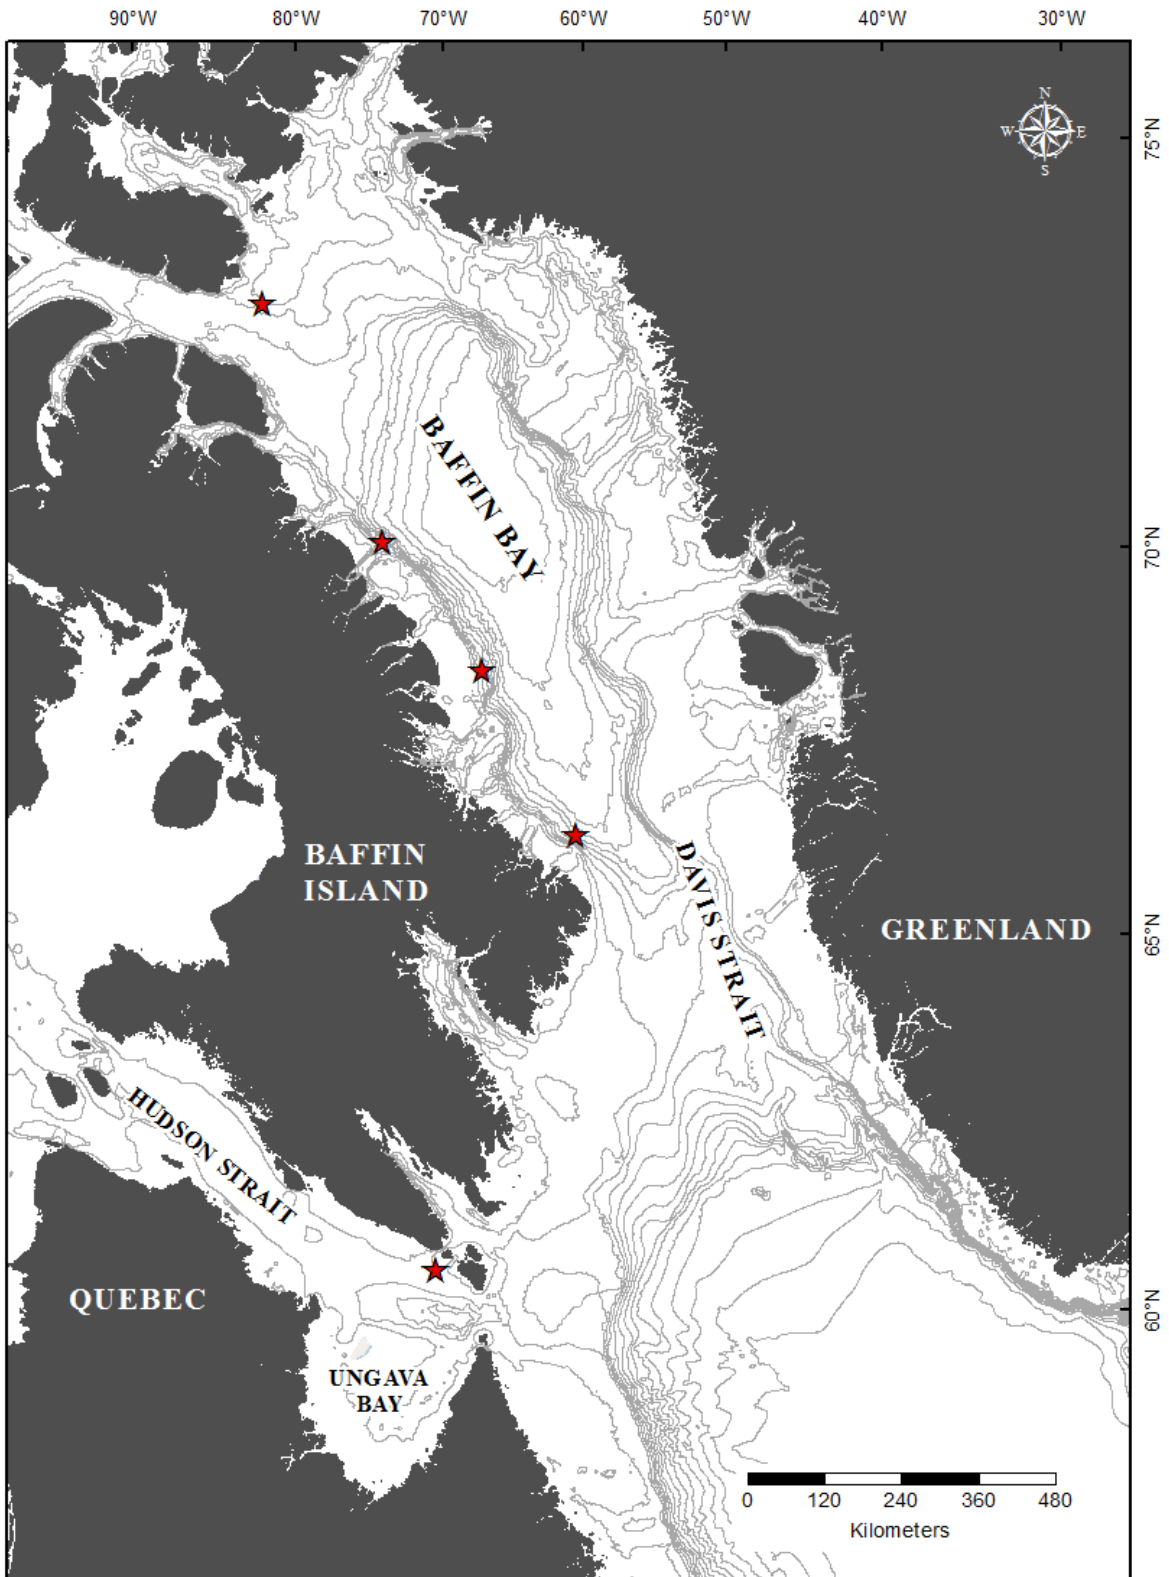 90°W 80°W 70°W 60°W 50°W 40°W 30°W
N
W E
S
75°N
BAFFIN BAY
70°N
BAFFIN
ISLAND
DAVIS STRAIT
GREENLAND
65°N
HUDSON STRAIT
QUEBEC
60°N
UNGAVA
BAY
0 120 240 360 480
Kilometers